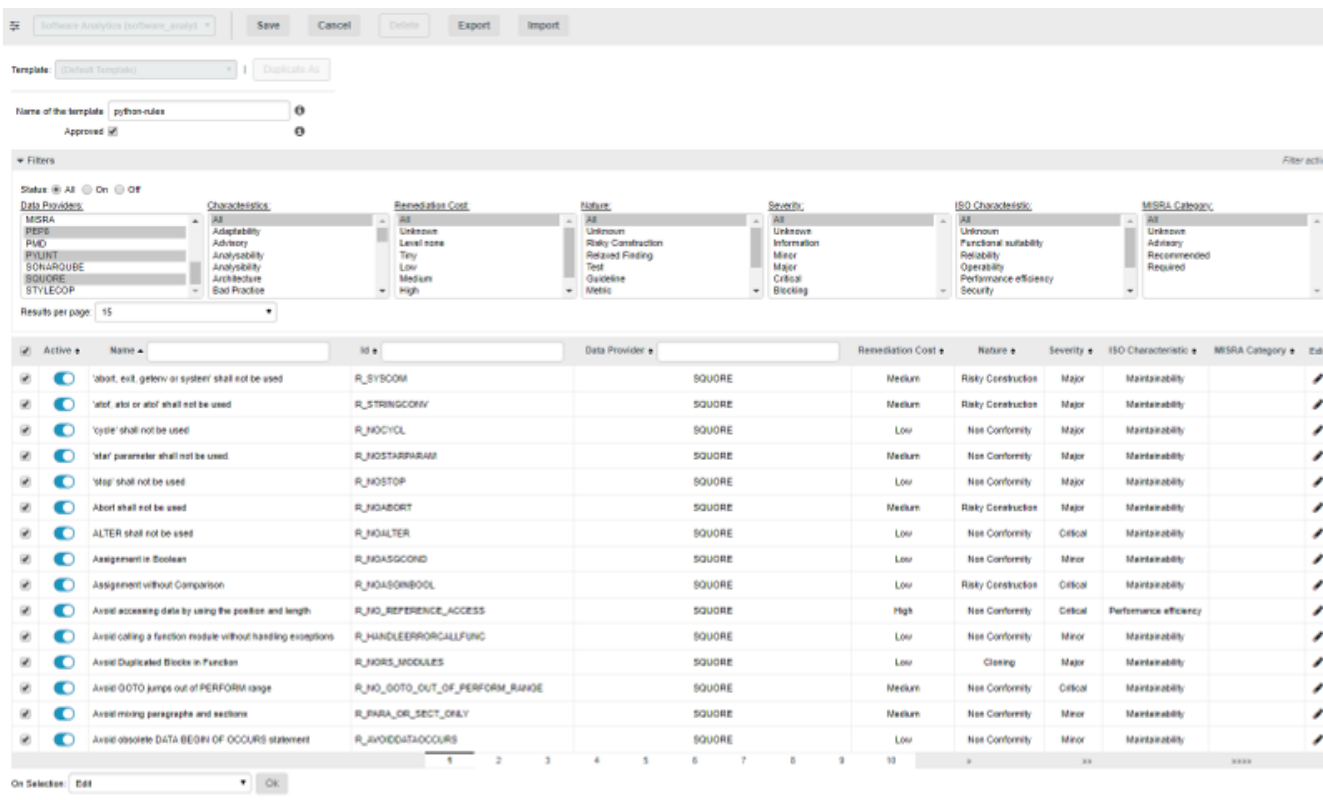 Software Analytics (software_analyt Save Cancel Delete Export Import
Template: (Default Template) | Duplicate As
Name of the template python-rules
Approved
Filters Filter acti
Status All On Off
Data Providers: Characteristics: Remediation Cost: Nature: Severity: ISO Characteristic: MISRA Category:
MISRA All All All All All All
PEP8 Adaptability Unknown Unknown Unknown Unknown Unknown
PMD Advisory Level none Risky Construction Information Functional suitability Advisory
PYLINT Analysability Tiny Relaxed Finding Minor Reliability Recommended
SONARQUBE Analysibility Low Test Major Operability Required
SQUORE Architecture Medium Guideline Critical Performance efficiency
STYLECOP Bad Practice High Metric Blocking Security
Results per page: 15
Active Name Id Data Provider Remediation Cost Nature Severity ISO Characteristic MISRA Category Edi
'abort, exit, getenv or system' shall not be used R_SYSCOM SQUORE Medium Risky Construction Major Maintainability
'atof, atoi or atol' shall not be used R_STRINGCONV SQUORE Medium Risky Construction Major Maintainability
'cycle' shall not be used R_NOCYCL SQUORE Low Non Conformity Major Maintainability
'star' parameter shall not be used. R_NOSTARPARAM SQUORE Medium Non Conformity Major Maintainability
'stop' shall not be used R_NOSTOP SQUORE Low Non Conformity Major Maintainability
Abort shall not be used R_NOABORT SQUORE Medium Risky Construction Major Maintainability
ALTER shall not be used R_NOALTER SQUORE Low Non Conformity Critical Maintainability
Assignment in Boolean R_NOASGCOND SQUORE Low Non Conformity Minor Maintainability
Assignment without Comparison R_NOASGINBOOL SQUORE Low Risky Construction Critical Maintainability
Avoid accessing data by using the position and length R_NO_REFERENCE_ACCESS SQUORE High Non Conformity Critical Performance efficiency
Avoid calling a function module without handling exceptions R_HANDLEERRORCALLFUNC SQUORE Low Non Conformity Minor Maintainability
Avoid Duplicated Blocks in Function R_NORS_MODULES SQUORE Low Cloning Major Maintainability
Avoid GOTO jumps out of PERFORM range R_NO_GOTO_OUT_OF_PERFORM_RANGE SQUORE Medium Non Conformity Critical Maintainability
Avoid mixing paragraphs and sections R_PARA_OR_SECT_ONLY SQUORE Medium Non Conformity Minor Maintainability
Avoid obsolete DATA BEGIN OF OCCURS statement R_AVOIDDATAOCCURS SQUORE Low Non Conformity Minor Maintainability
1 2 3 4 5 6 7 8 9 10 > >> >>>>
On Selection: Edit Ok